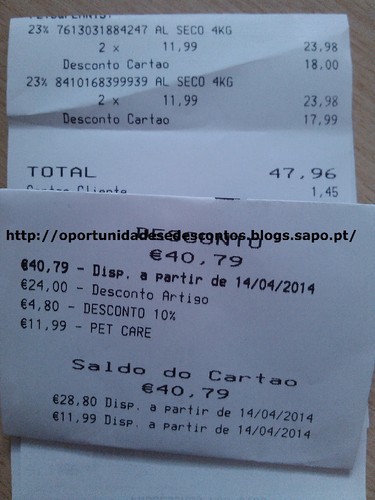 23% 7613031884247 AL SECO 4KG
2 x 11,99 23,98
Desconto Cartao 18,00
23% 8410168399939 AL SECO 4KG
2 x 11,99 23,98
Desconto Cartao 17,99
TOTAL 47,96
Cliente 1,45
DESCONTO
http://oportunidadesedescontos.blogs.sapo.pt/
€40,79
€40,79 - Disp. a partir de 14/04/2014
€24,00 - Desconto Artigo
€4,80 - DESCONTO 10%
€11,99 - PET CARE
Saldo do Cartao
€40,79
€28,80 Disp. a partir de 14/04/2014
€11,99 Disp. a partir de 14/04/2014